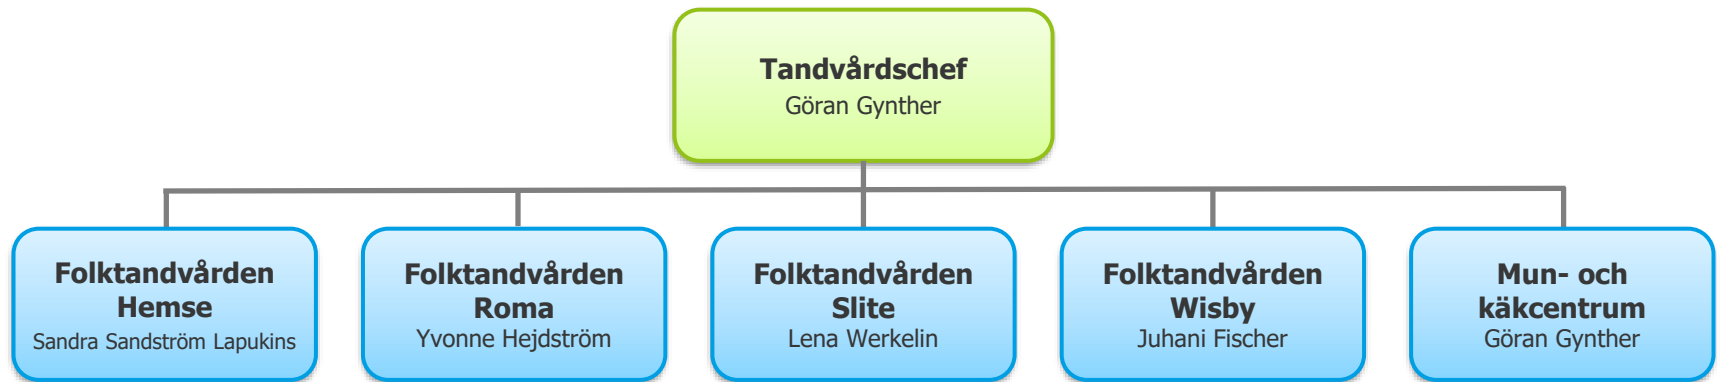 Tandvårdschef
Göran Gynther
Folktandvården
Hemse
Sandra Sandström Lapukins
Folktandvården
Roma
Yvonne Hejdström
Folktandvården
Slite
Lena Werkelin
Folktandvården
Wisby
Juhani Fischer
Mun- och
käkcentrum
Göran Gynther